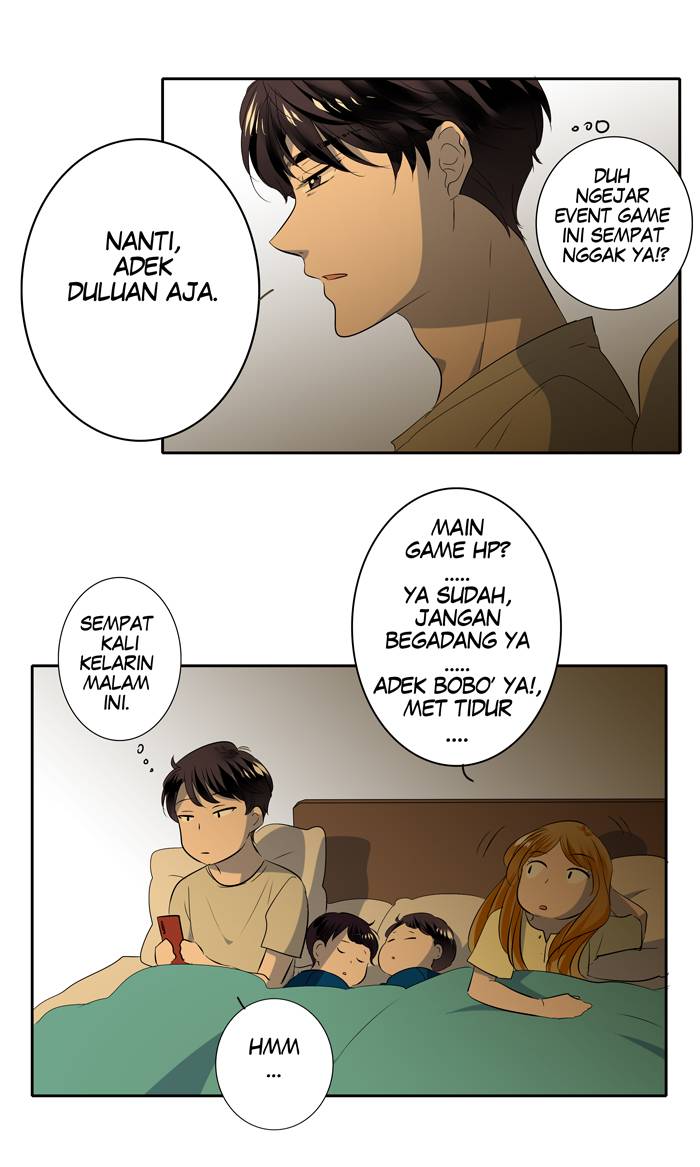 NANTI,
ADEK
DULUAN AJA.
DUH
NGEJAR
EVENT GAME
INI SEMPAT
NGGAK YA!?
MAIN
GAME HP?
.....
YA SUDAH,
JANGAN
BEGADANG YA
.....
ADEK BOBO' YA!,
MET TIDUR
....
SEMPAT
KALI
KELARIN
MALAM
INI.
HMM
...